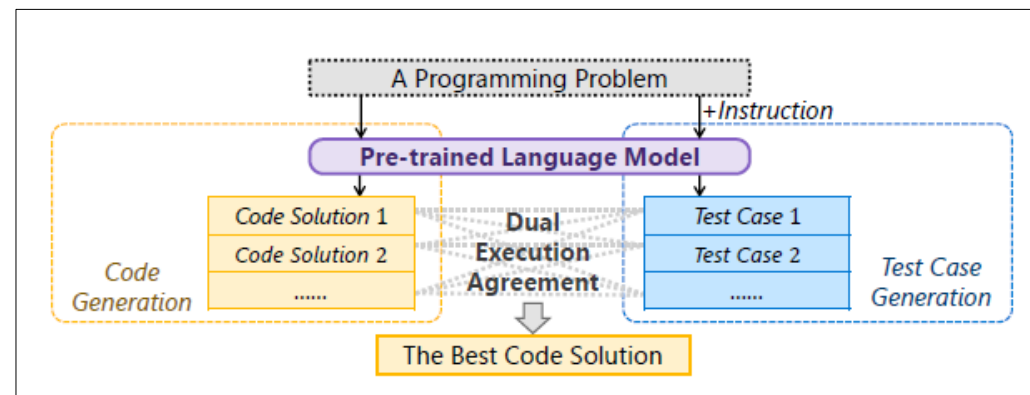 A Programming Problem
+Instruction
Pre-trained Language Model
Code Solution 1
Code Solution 2
......
Code
Generation
Dual
Execution
Agreement
Test Case 1
Test Case 2
......
Test Case
Generation
The Best Code Solution